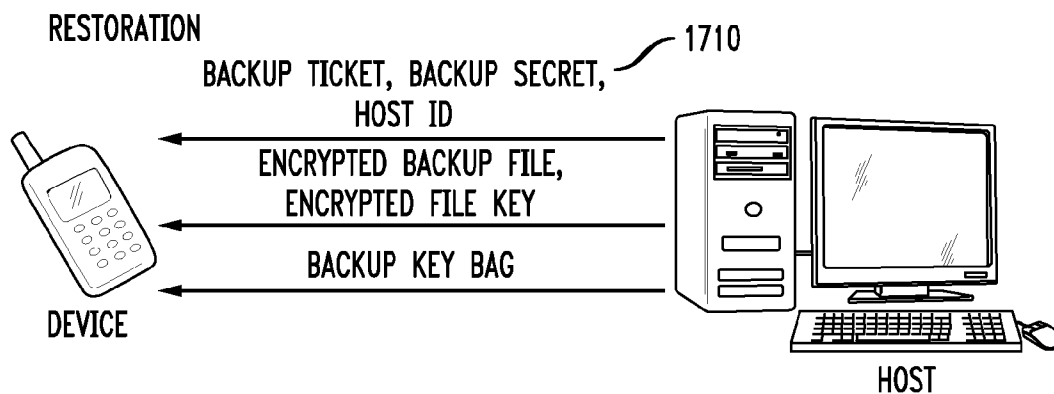 RESTORATION
1710
BACKUP TICKET, BACKUP SECRET,
HOST ID
ENCRYPTED BACKUP FILE,
ENCRYPTED FILE KEY
BACKUP KEY BAG
DEVICE
HOST